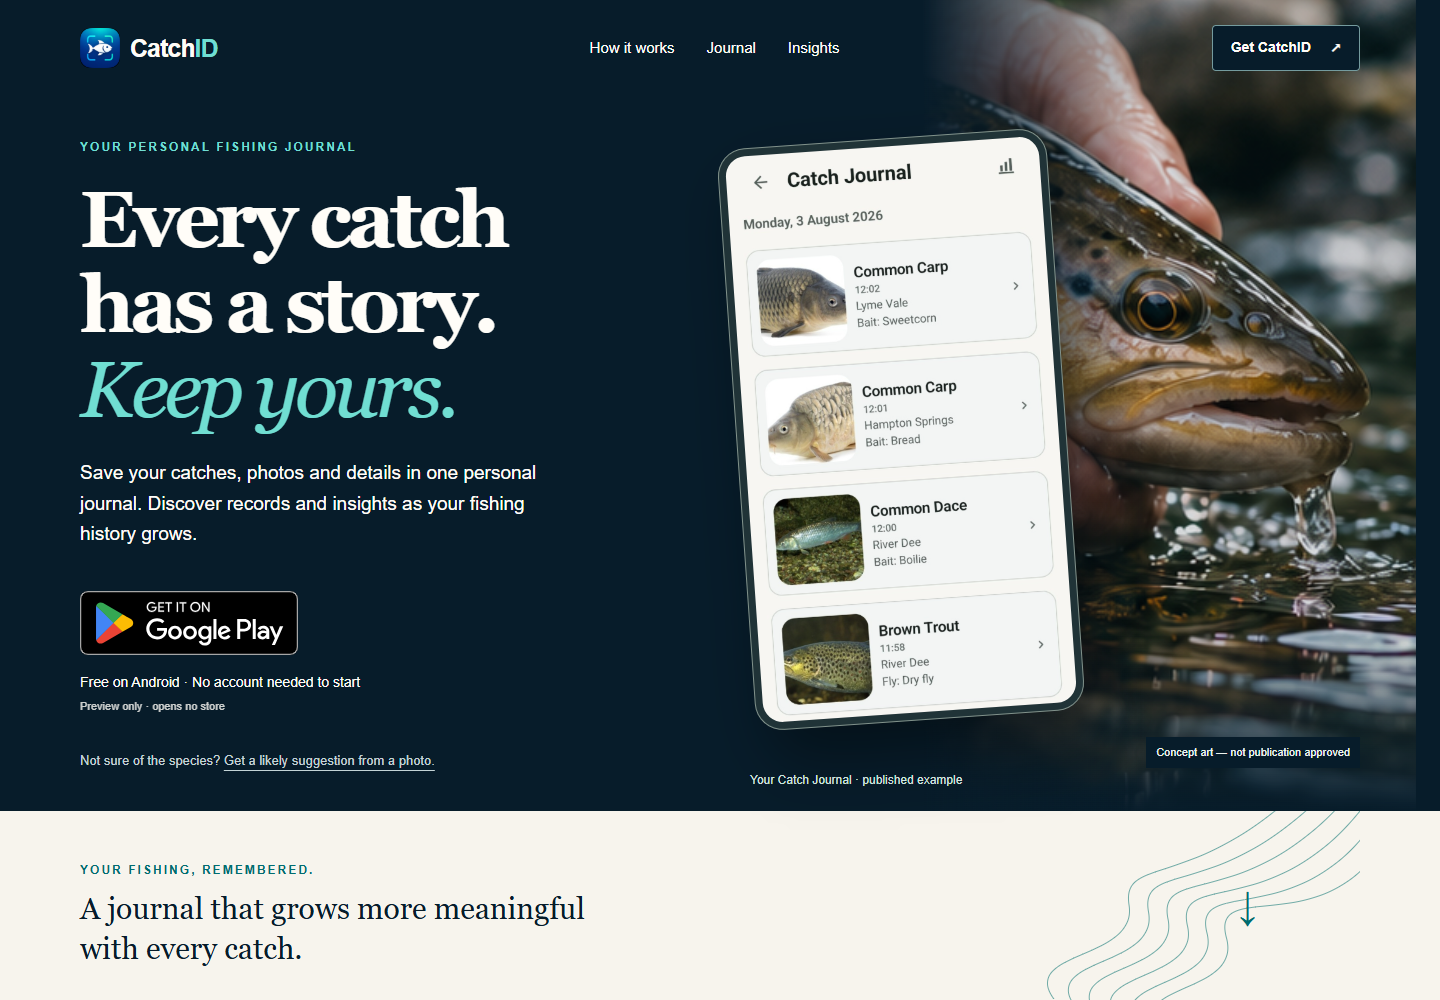 CatchID
How it works
Journal
Insights
Get CatchID ↗
YOUR PERSONAL FISHING JOURNAL
Every catch
has a story.
Keep yours.
Save your catches, photos and details in one personal
journal. Discover records and insights as your fishing
history grows.
GET IT ON
Google Play
Free on Android · No account needed to start
Preview only · opens no store
Not sure of the species? Get a likely suggestion from a photo.
Catch Journal
Monday, 3 August 2026
Common Carp
12:02
Lyme Vale
Bait: Sweetcorn
Common Carp
12:01
Hampton Springs
Bait: Bread
Common Dace
12:00
River Dee
Bait: Boilie
Brown Trout
11:58
River Dee
Fly: Dry fly
Concept art — not publication approved
Your Catch Journal · published example
YOUR FISHING, REMEMBERED.
A journal that grows more meaningful
with every catch.